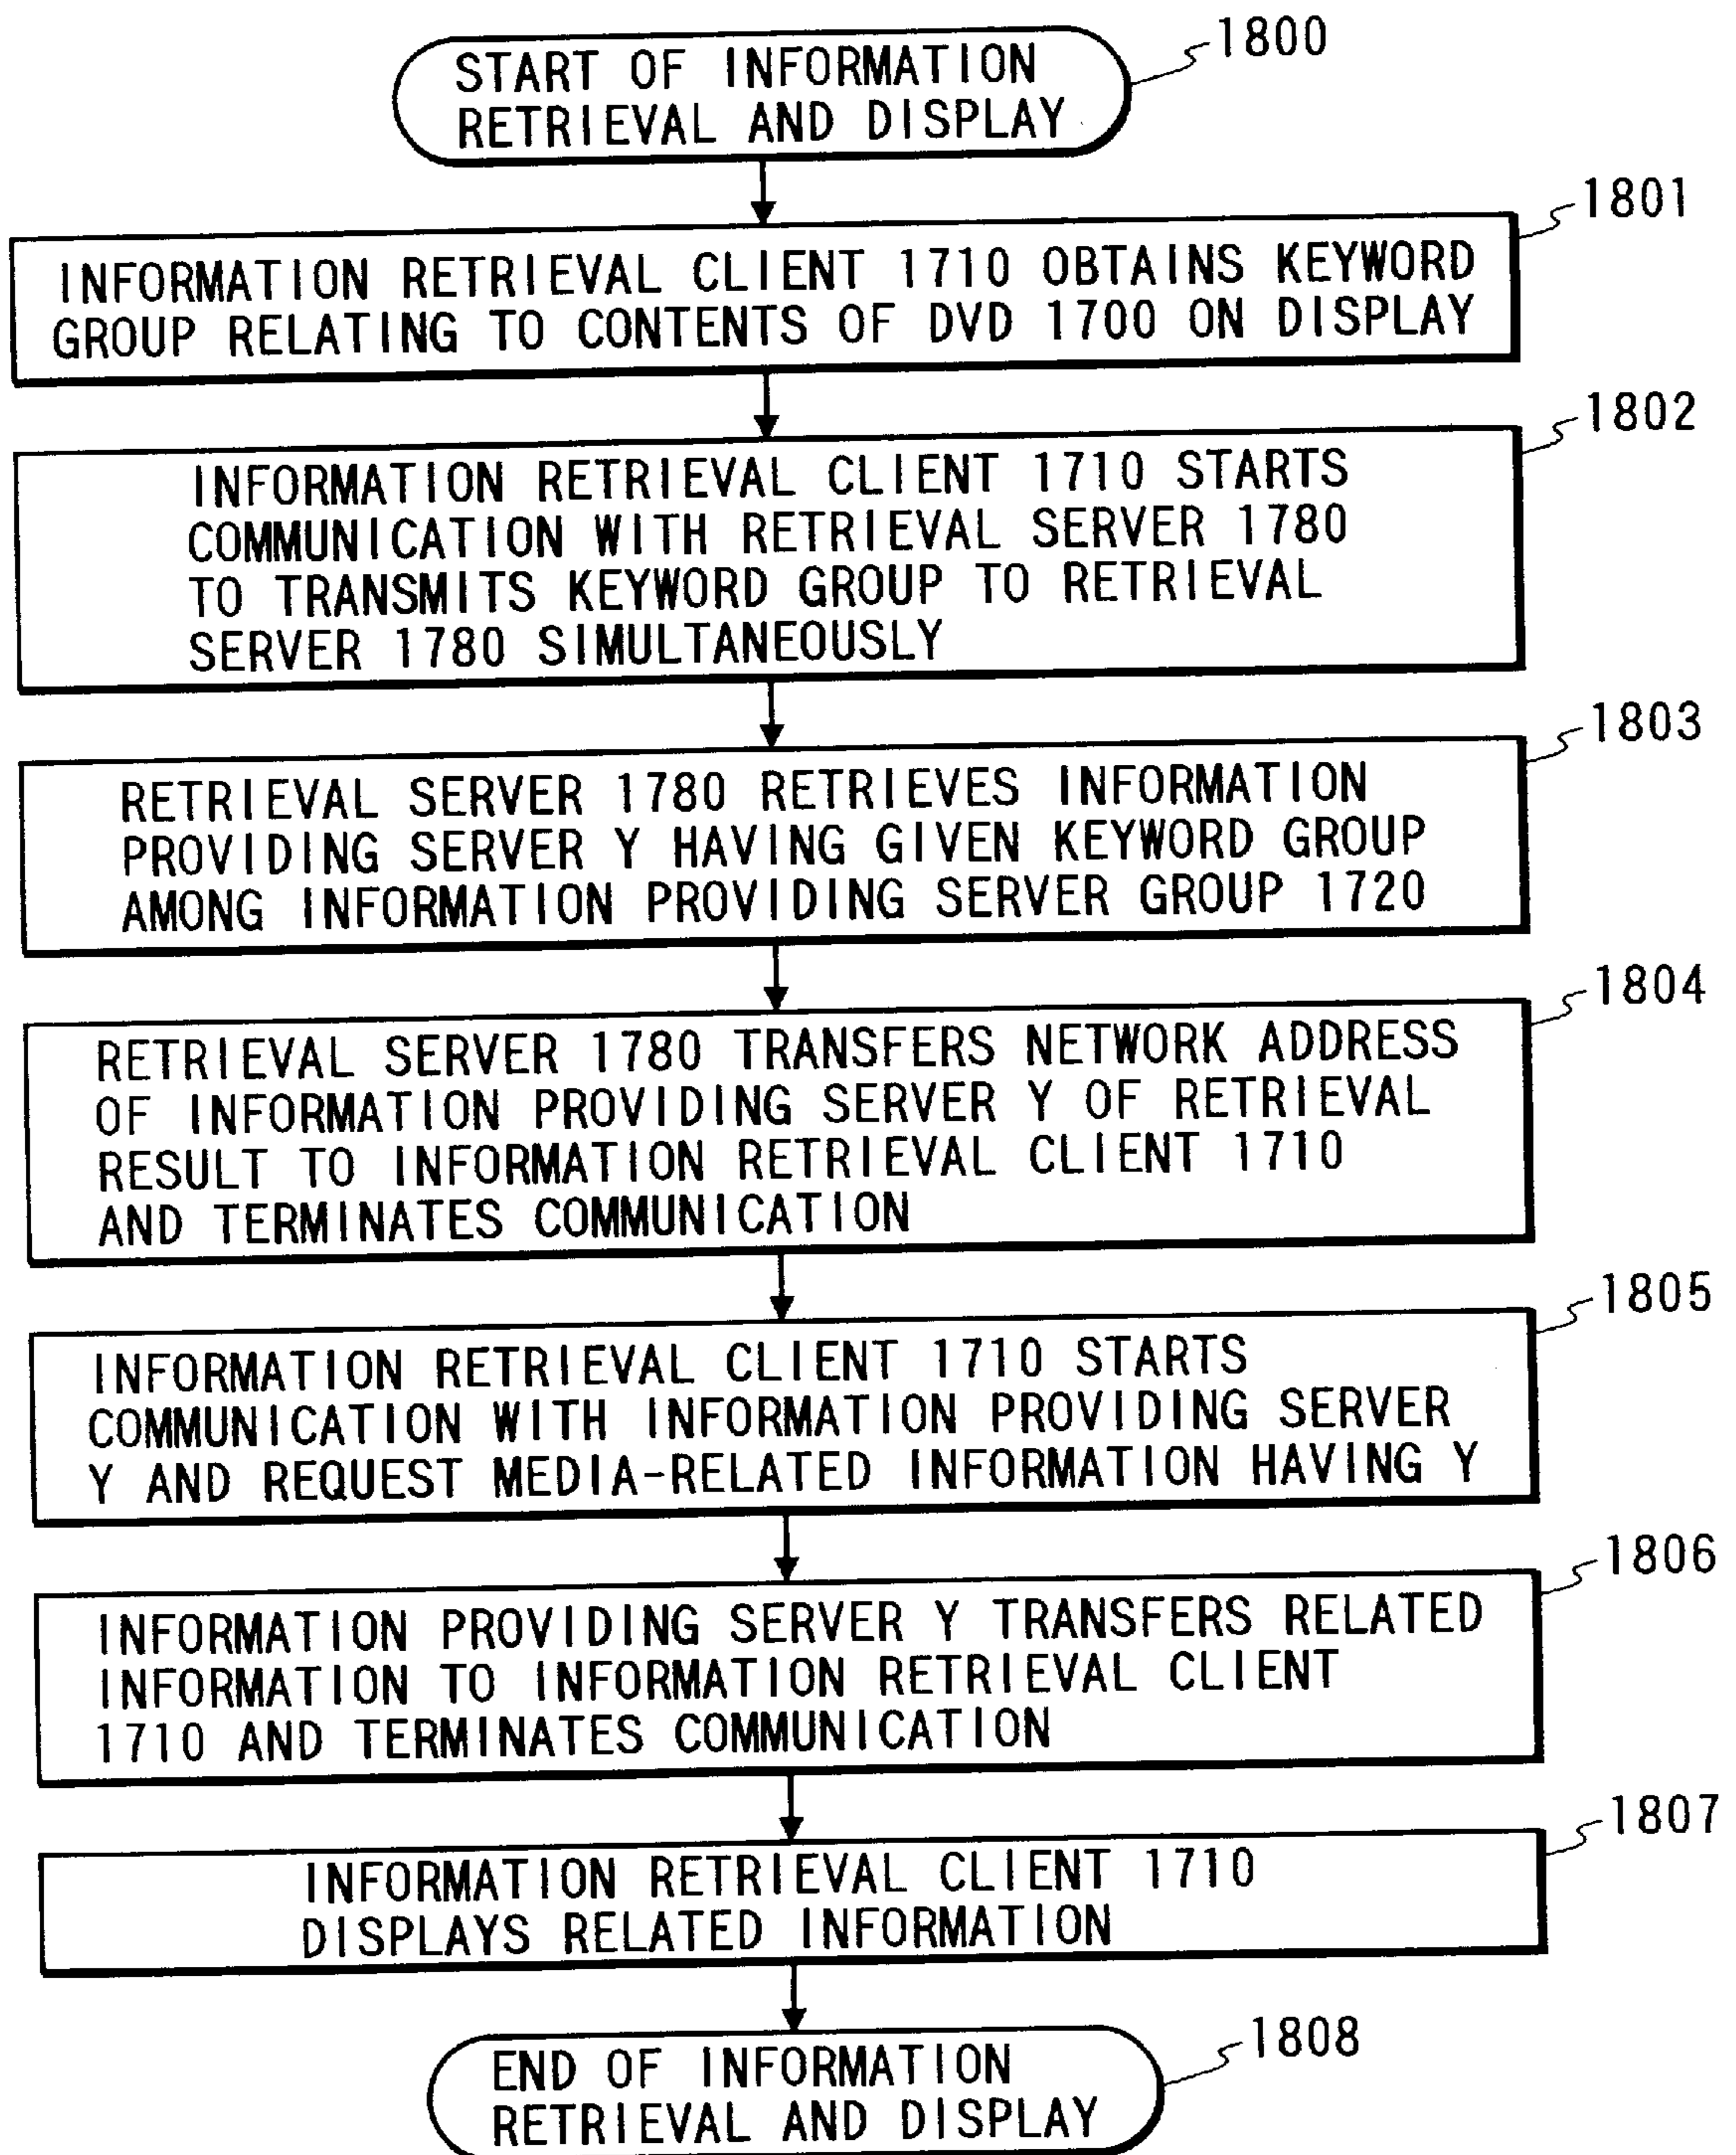 START OF INFORMATION
RETRIEVAL AND DISPLAY
1800
INFORMATION RETRIEVAL CLIENT 1710 OBTAINS KEYWORD
GROUP RELATING TO CONTENTS OF DVD 1700 ON DISPLAY
1801
INFORMATION RETRIEVAL CLIENT 1710 STARTS
COMMUNICATION WITH RETRIEVAL SERVER 1780
TO TRANSMITS KEYWORD GROUP TO RETRIEVAL
SERVER 1780 SIMULTANEOUSLY
1802
RETRIEVAL SERVER 1780 RETRIEVES INFORMATION
PROVIDING SERVER Y HAVING GIVEN KEYWORD GROUP
AMONG INFORMATION PROVIDING SERVER GROUP 1720
1803
RETRIEVAL SERVER 1780 TRANSFERS NETWORK ADDRESS
OF INFORMATION PROVIDING SERVER Y OF RETRIEVAL
RESULT TO INFORMATION RETRIEVAL CLIENT 1710
AND TERMINATES COMMUNICATION
1804
INFORMATION RETRIEVAL CLIENT 1710 STARTS
COMMUNICATION WITH INFORMATION PROVIDING SERVER
Y AND REQUEST MEDIA-RELATED INFORMATION HAVING Y
1805
INFORMATION PROVIDING SERVER Y TRANSFERS RELATED
INFORMATION TO INFORMATION RETRIEVAL CLIENT
1710 AND TERMINATES COMMUNICATION
1806
INFORMATION RETRIEVAL CLIENT 1710
DISPLAYS RELATED INFORMATION
1807
END OF INFORMATION
RETRIEVAL AND DISPLAY
1808